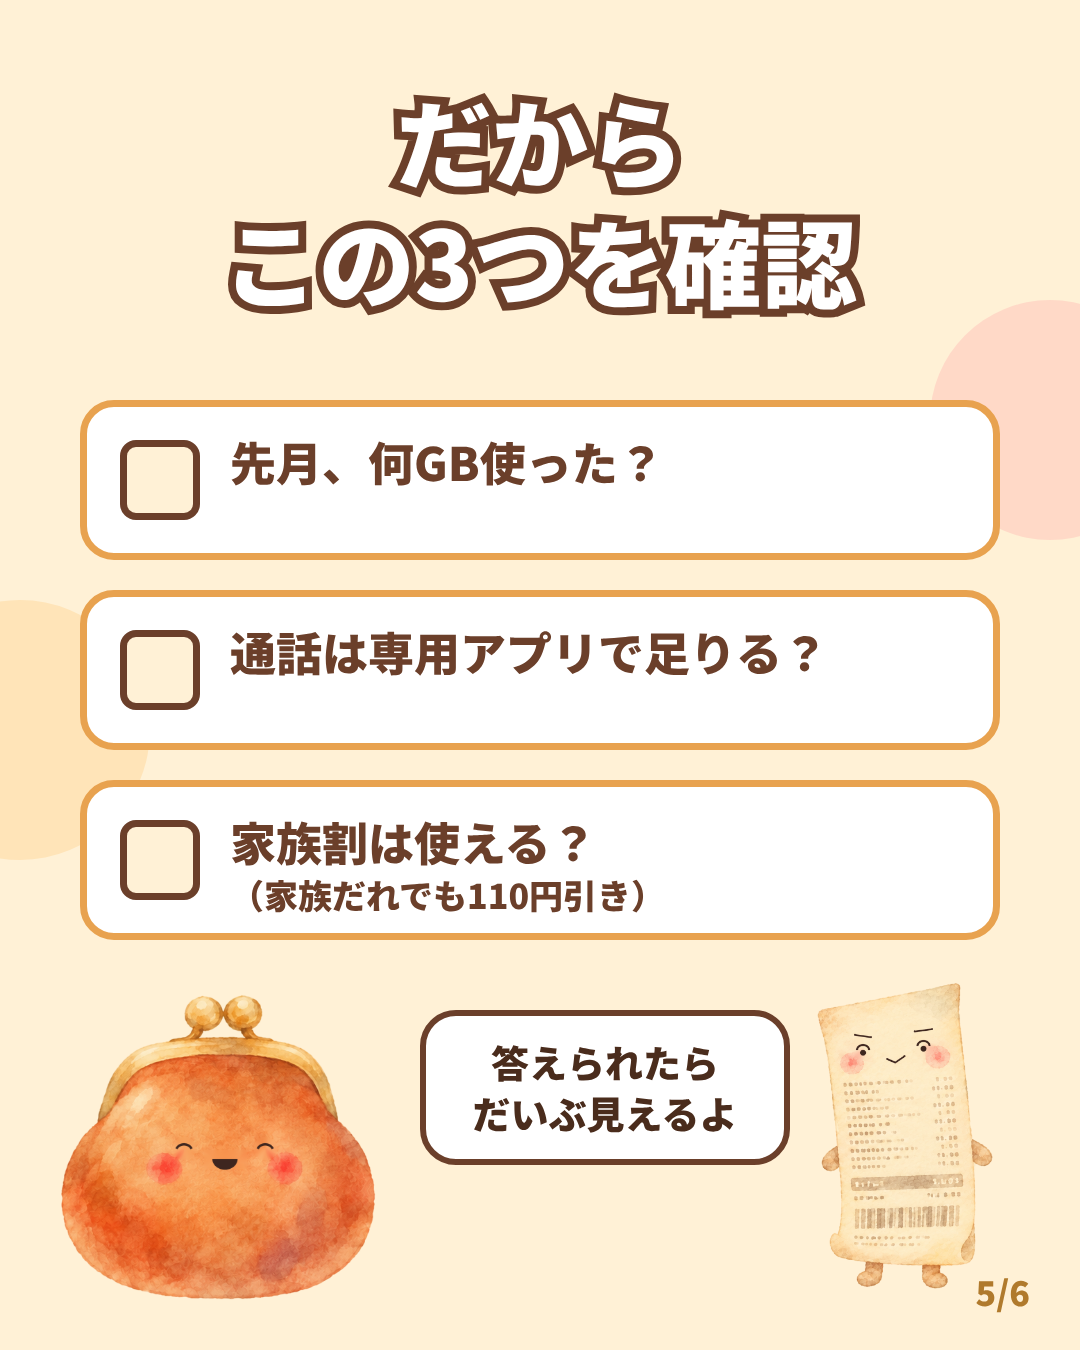 だから
この3つを確認
先月、何GB使った？
通話は専用アプリで足りる？
家族割は使える？
（家族だれでも110円引き）
答えられたら
だいぶ見えるよ
5/6